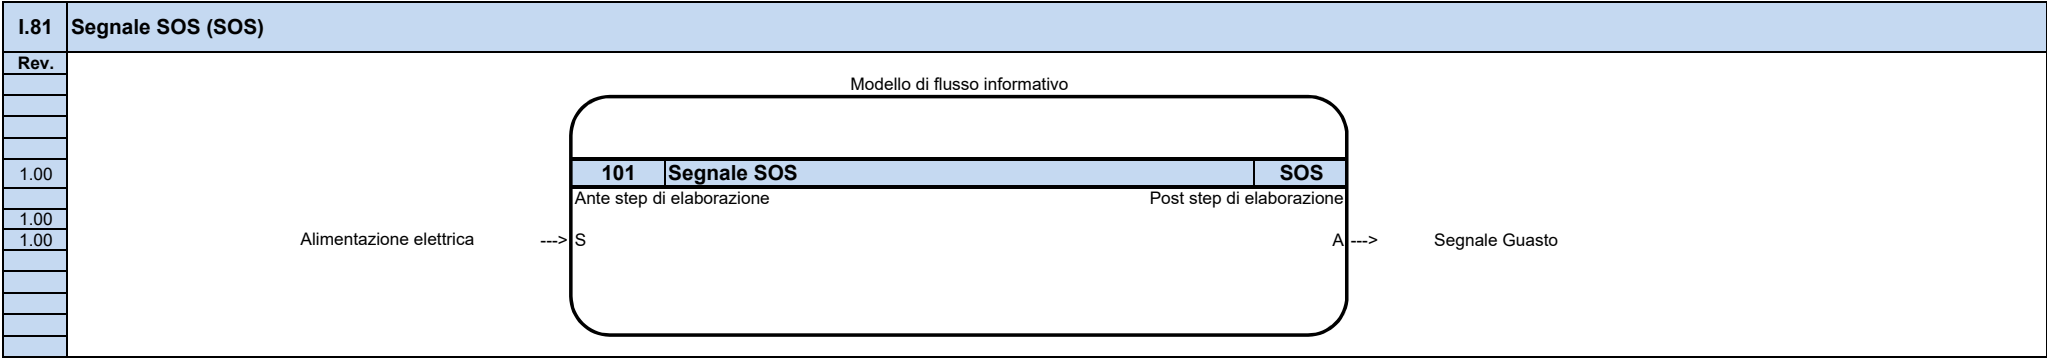 I.81 Segnale SOS (SOS)
Rev.
Modello di flusso informativo
1.00 101 Segnale SOS SOS
Ante step di elaborazione Post step di elaborazione
1.00
1.00 Alimentazione elettrica ---> S A ---> Segnale Guasto